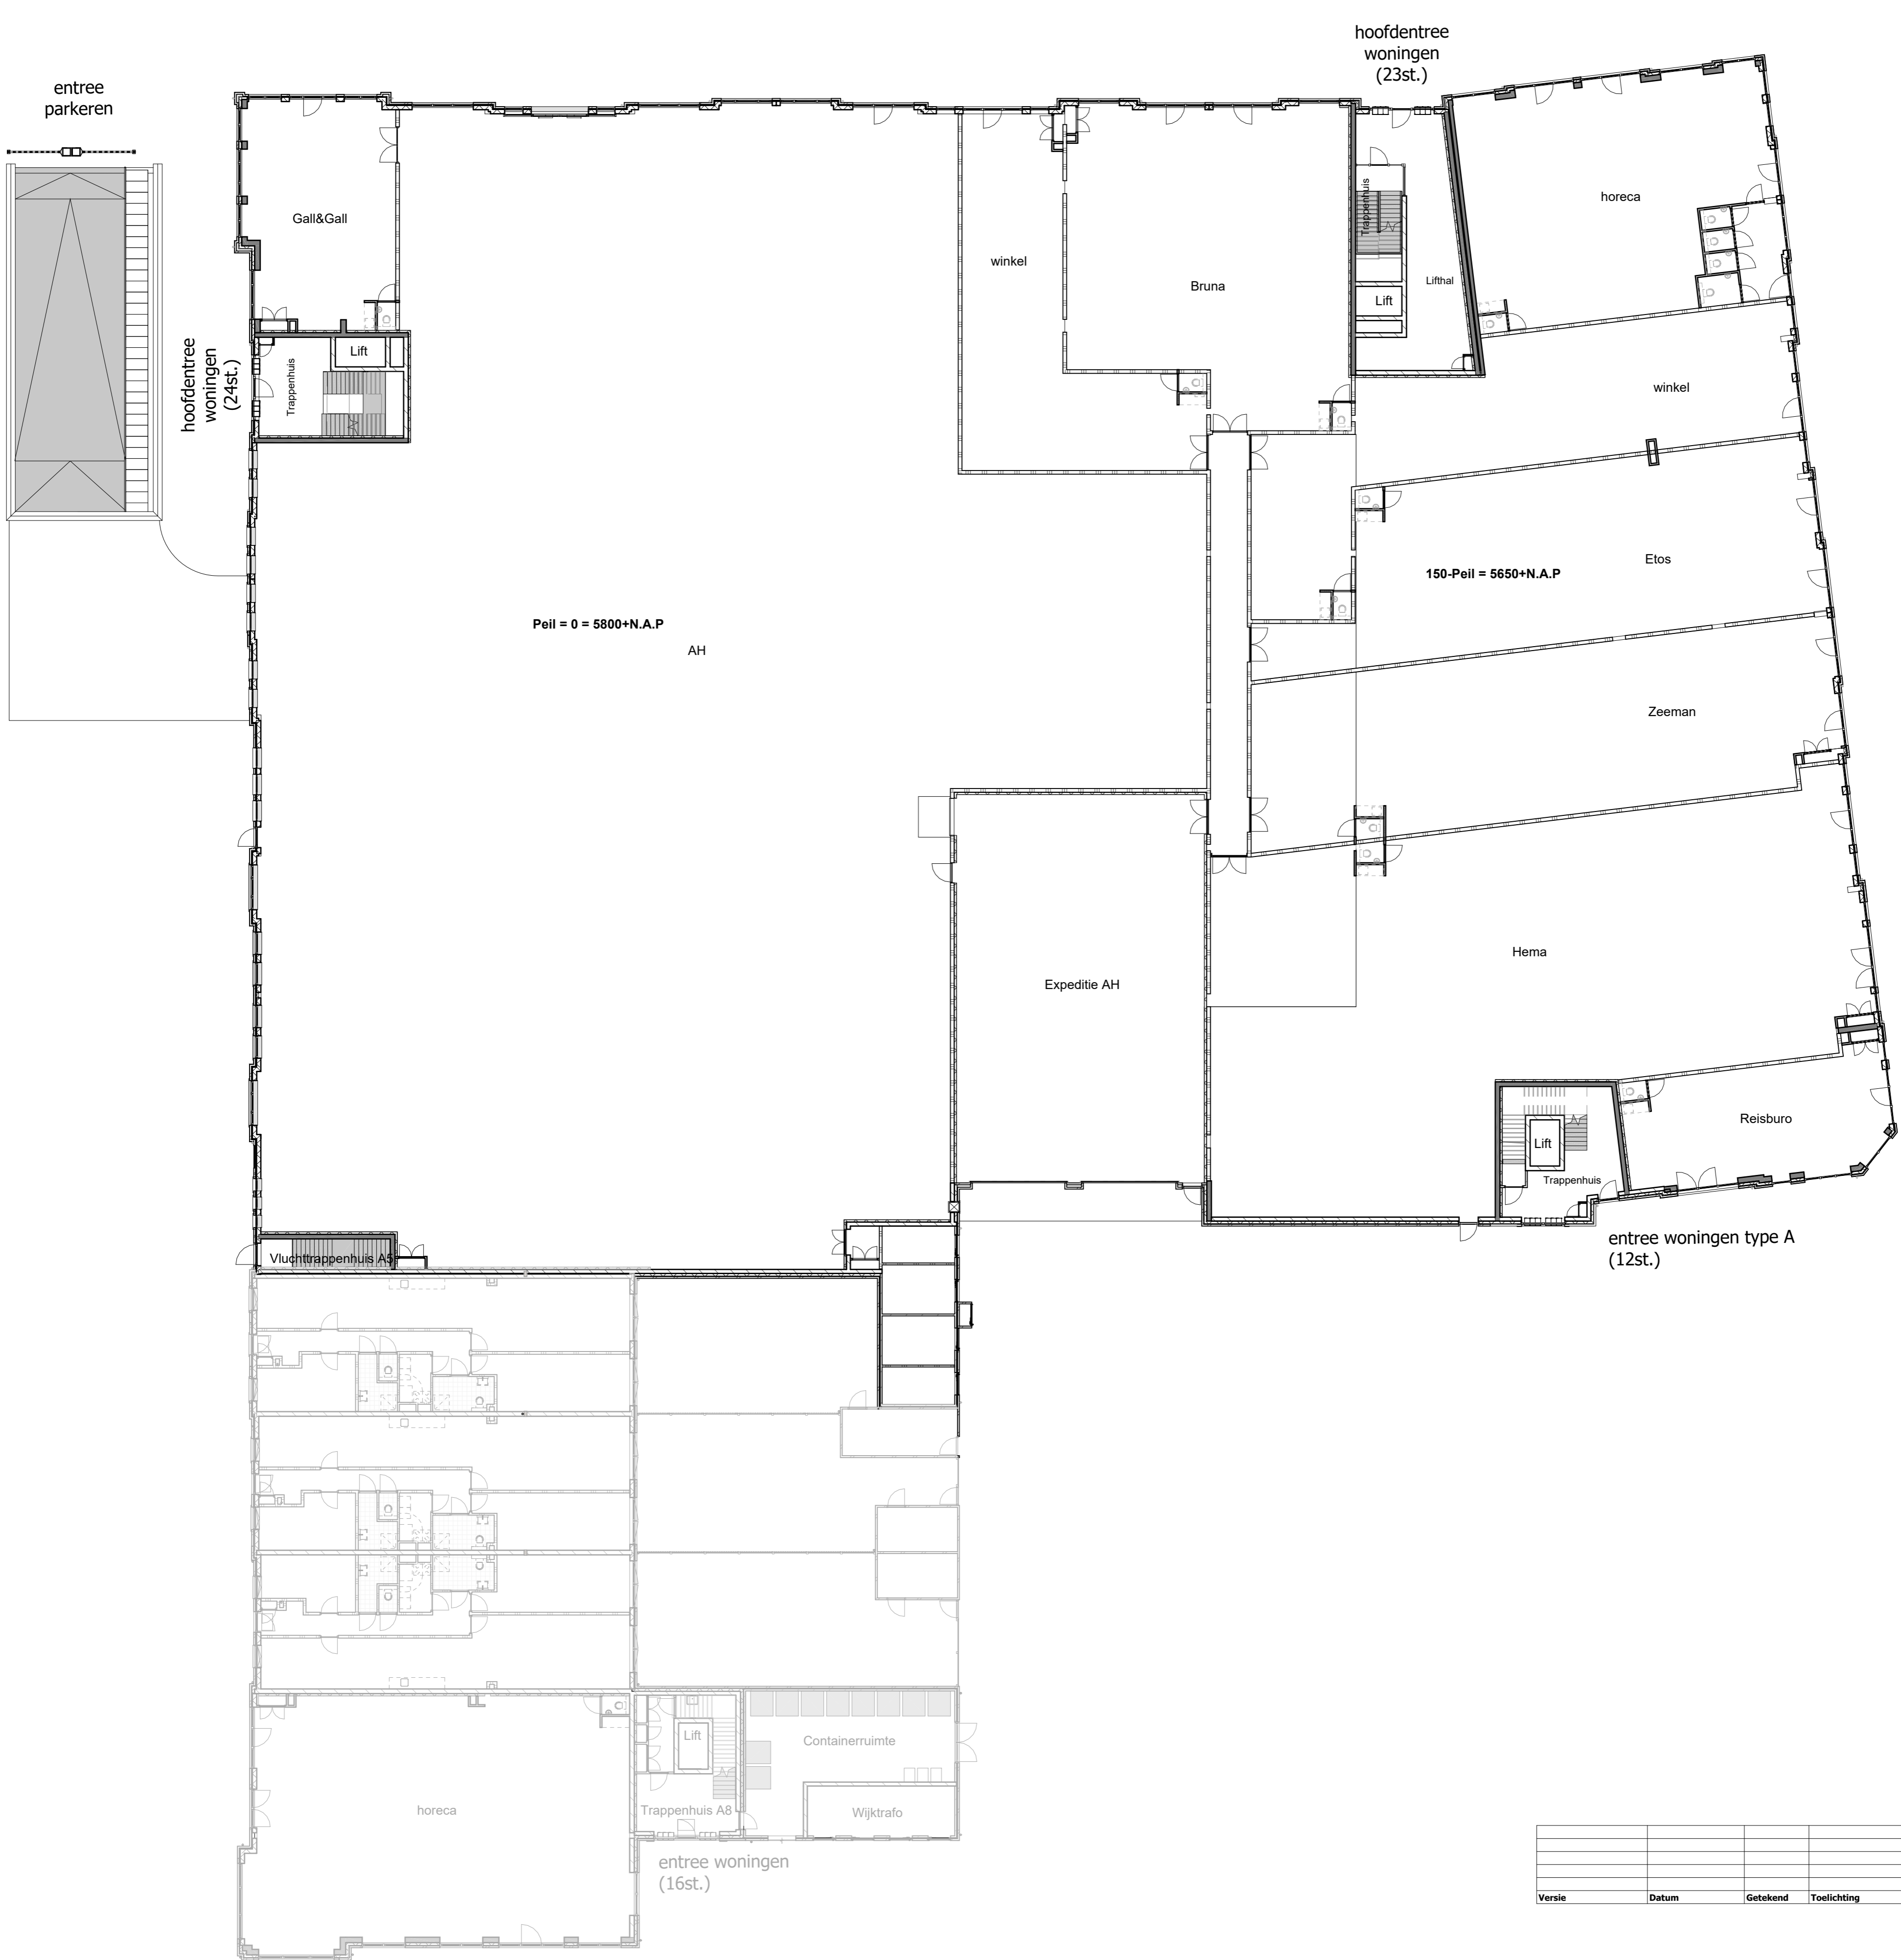 hoofdentree
woningen
(23st.)
entree
parkeren
Gall&Gall
horeca
Trappenhuis
winkel
Lifthal
Bruna
Lift
hoofdentree
woningen
(24st.)
Lift
Trappenhuis
winkel
Etos
150-Peil = 5650+N.A.P
Peil = 0 = 5800+N.A.P
AH
Zeeman
Hema
Expeditie AH
Reisburo
Lift
Trappenhuis
entree woningen type A
(12st.)
Vluchttrappenhuis A5
Lift
Containerruimte
horeca
Trappenhuis A8
Wijktrafo
entree woningen
(16st.)
Versie Datum Getekend Toelichting